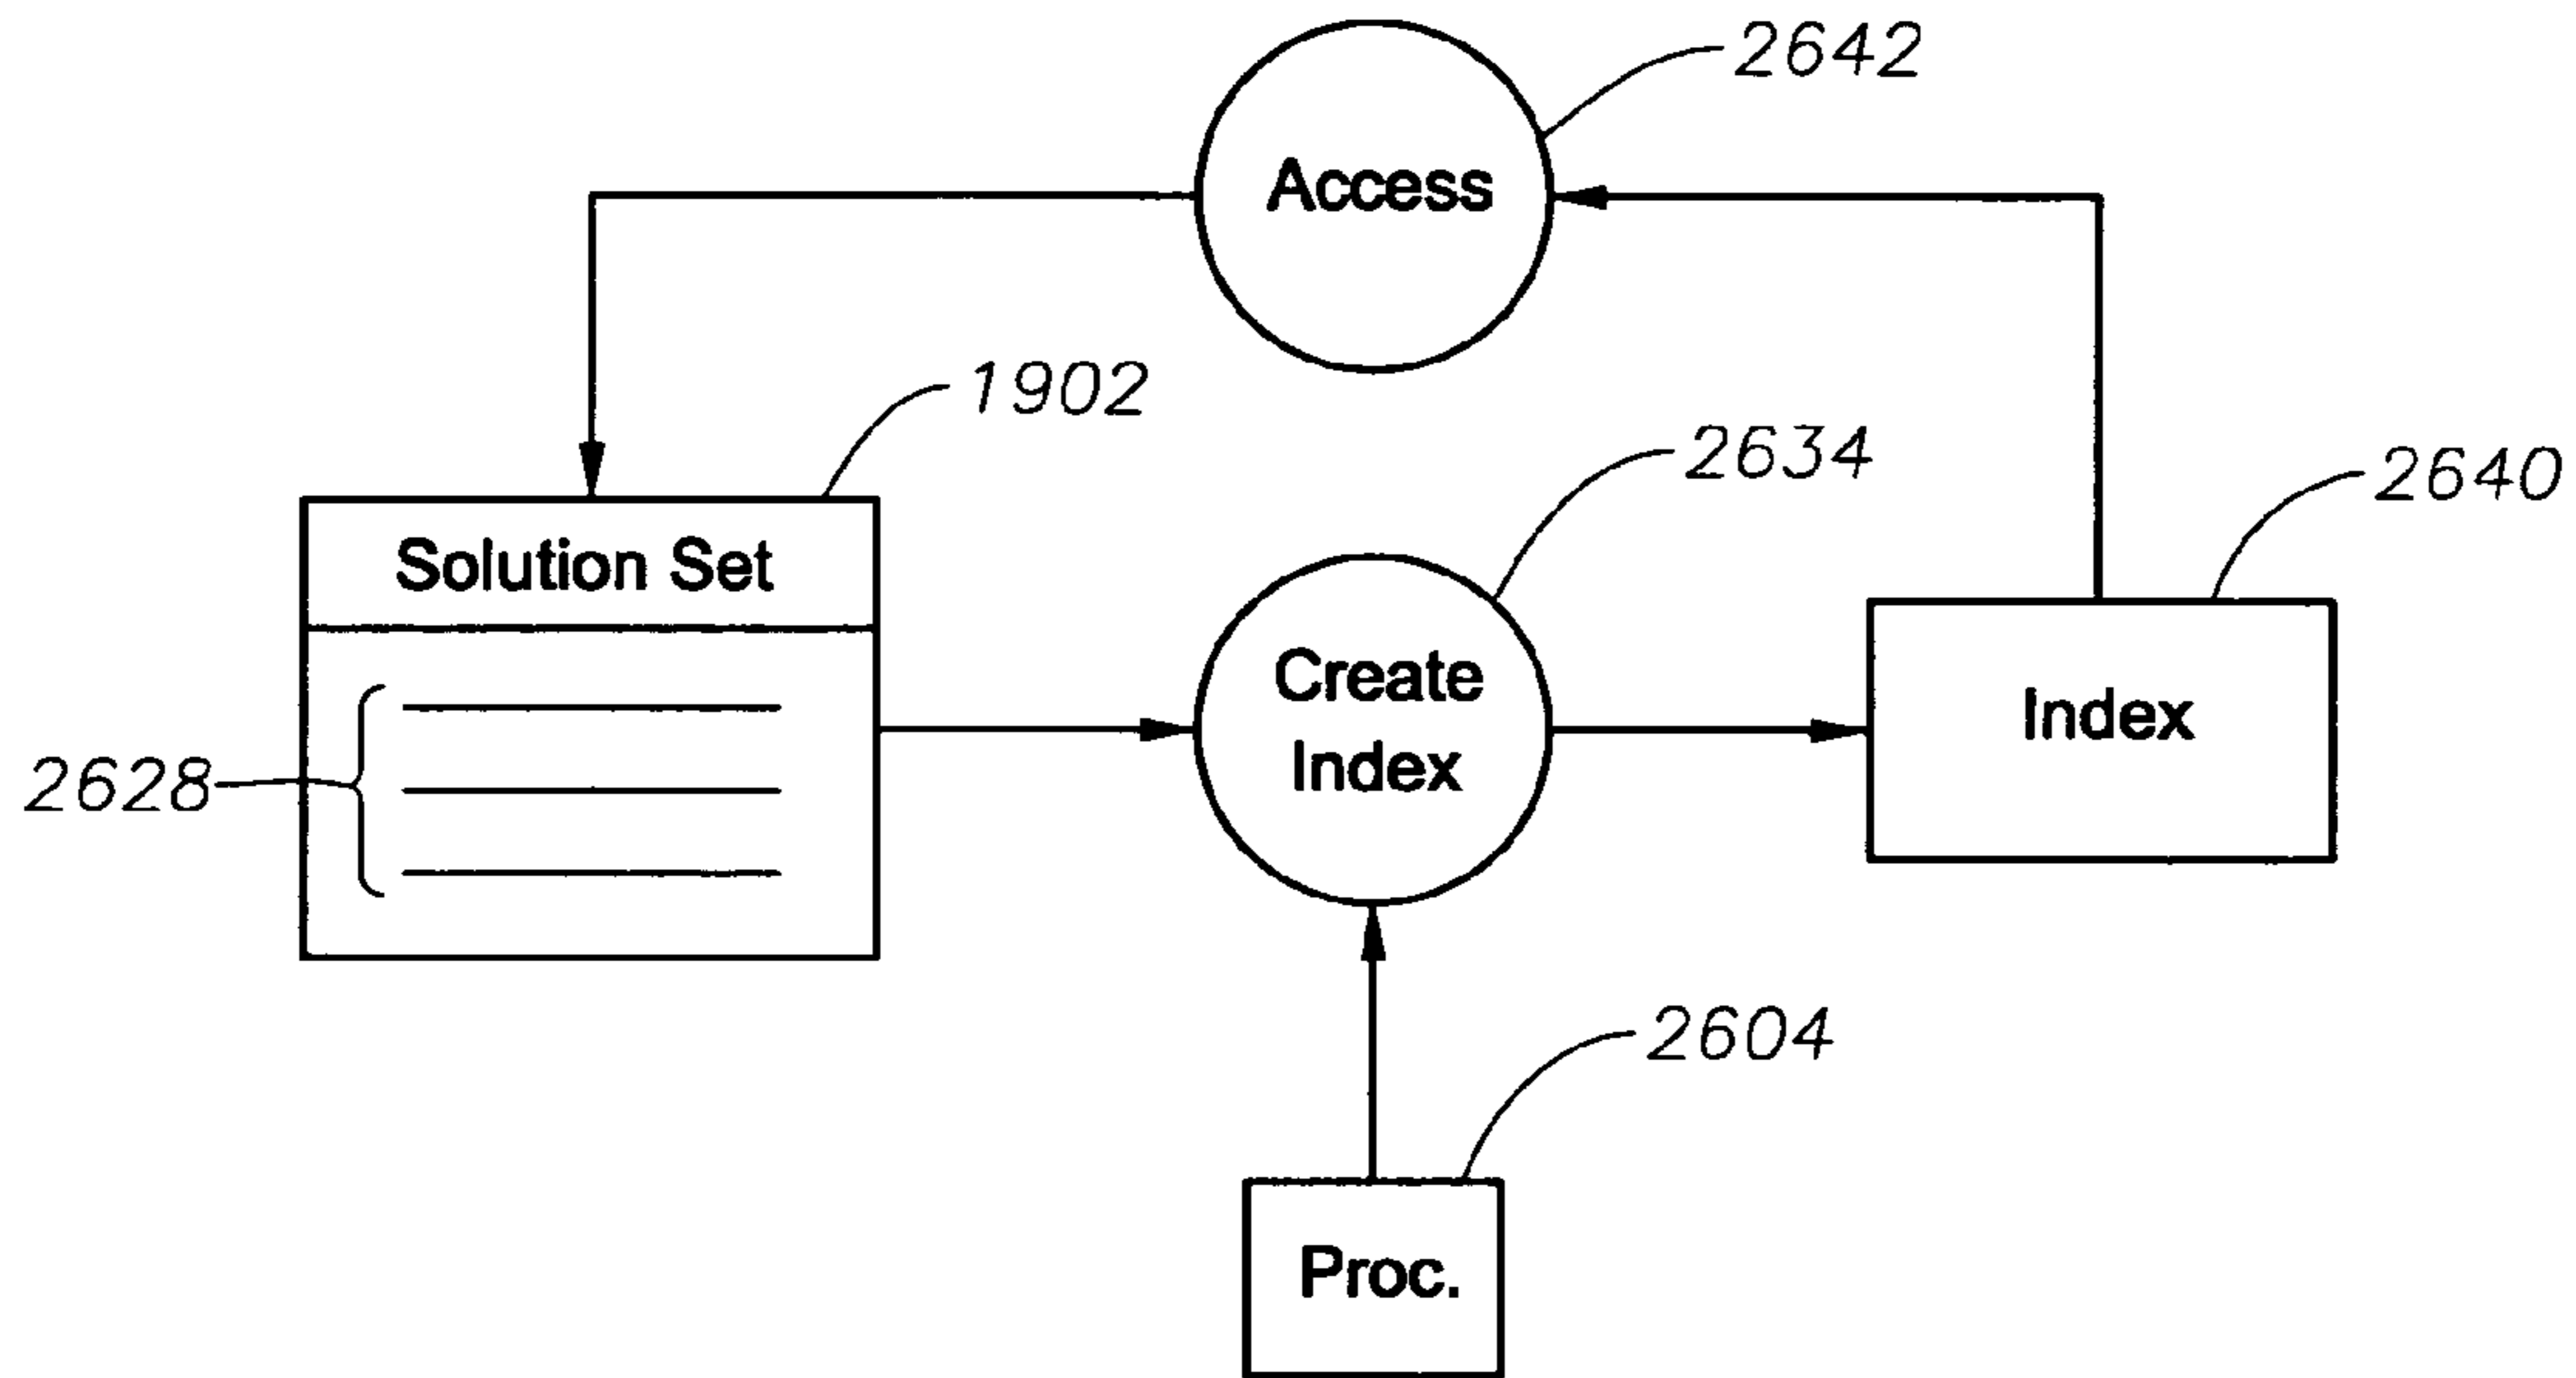 2642
Access
1902
2634
2640
Solution Set
Create
Index
Index
2628
2604
Proc.